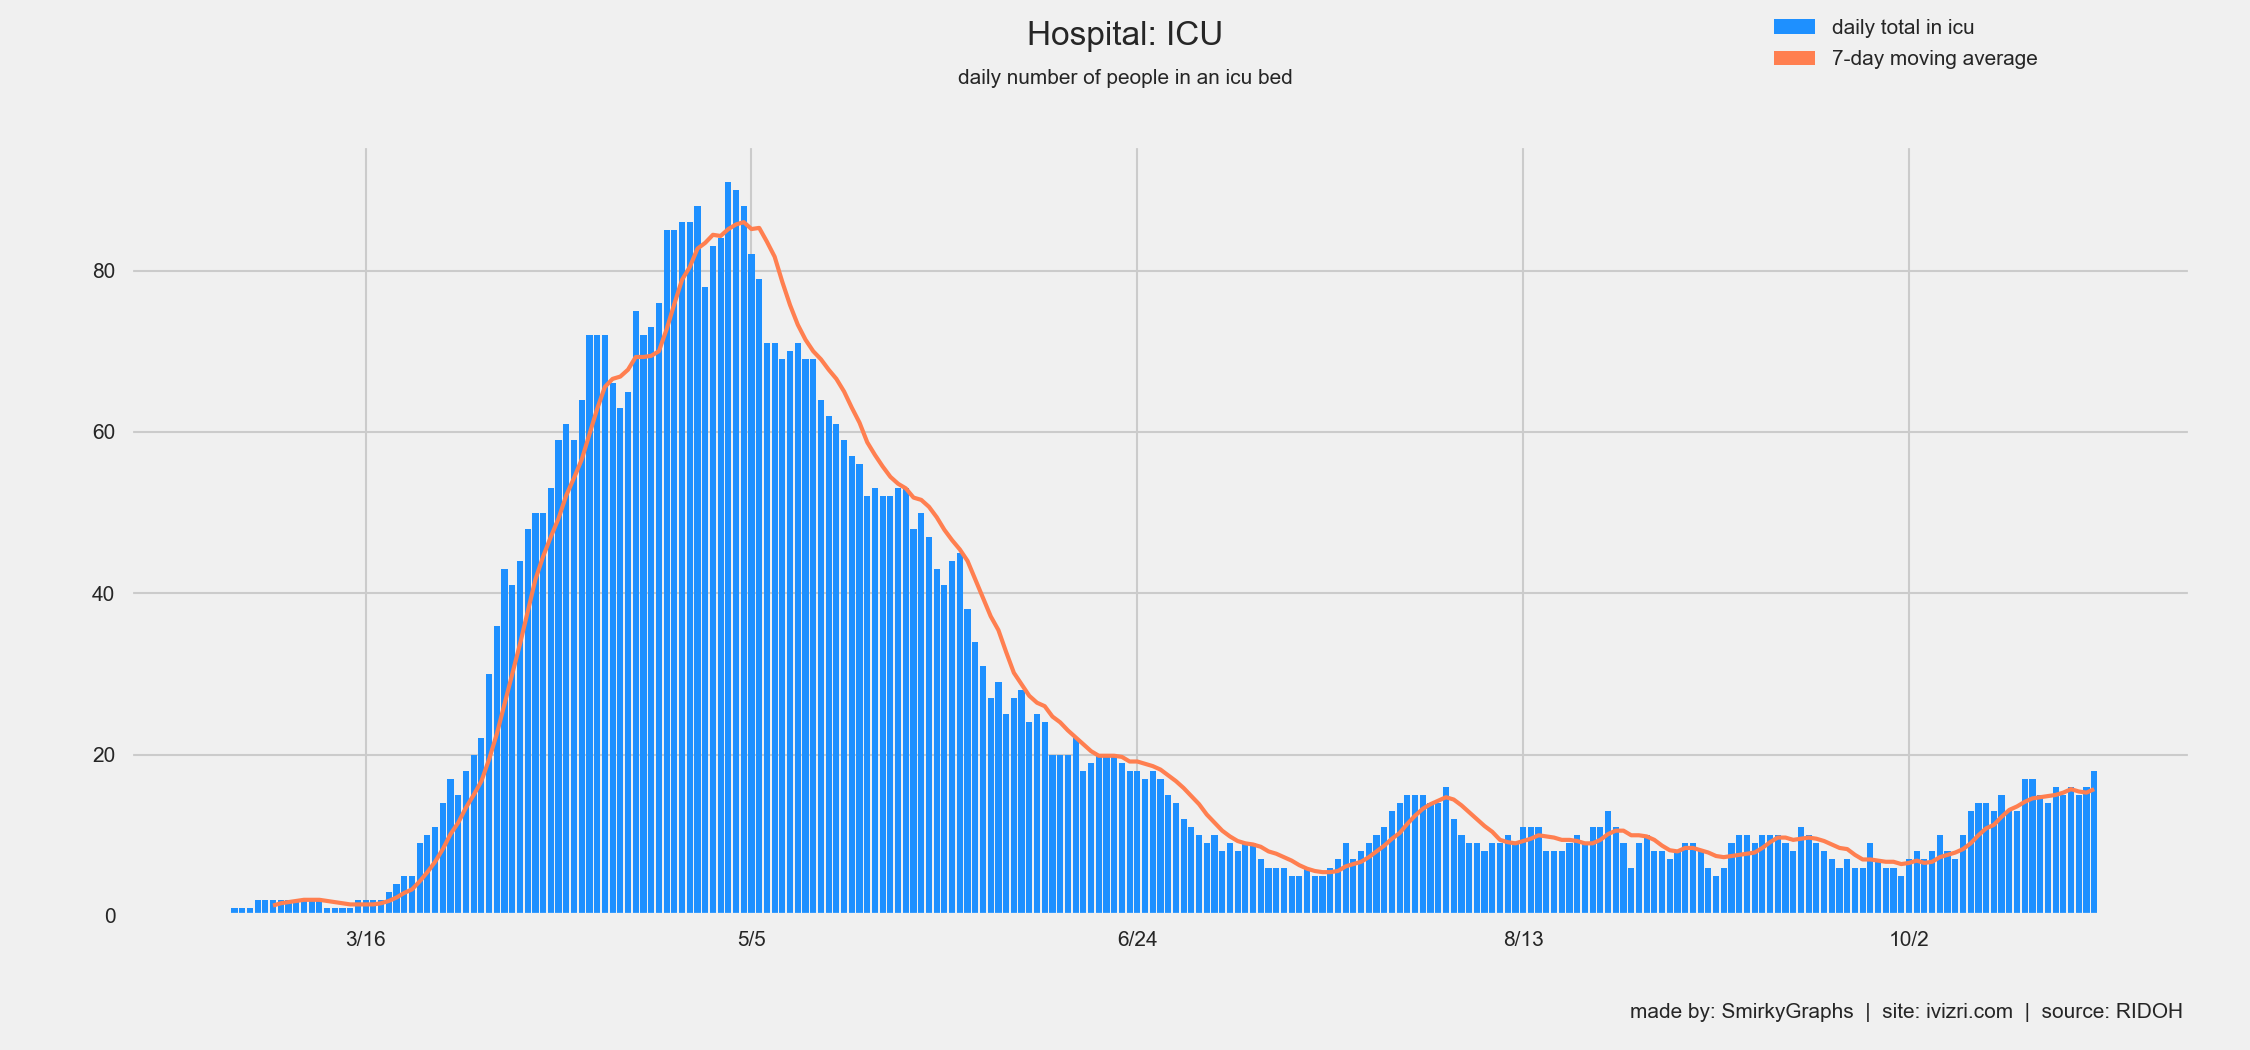 Hospital: ICU
daily number of people in an icu bed
daily total in icu
7-day moving average
80
60
40
20
0
3/16 5/5 6/24 8/13 10/2
made by: SmirkyGraphs | site: ivizri.com | source: RIDOH